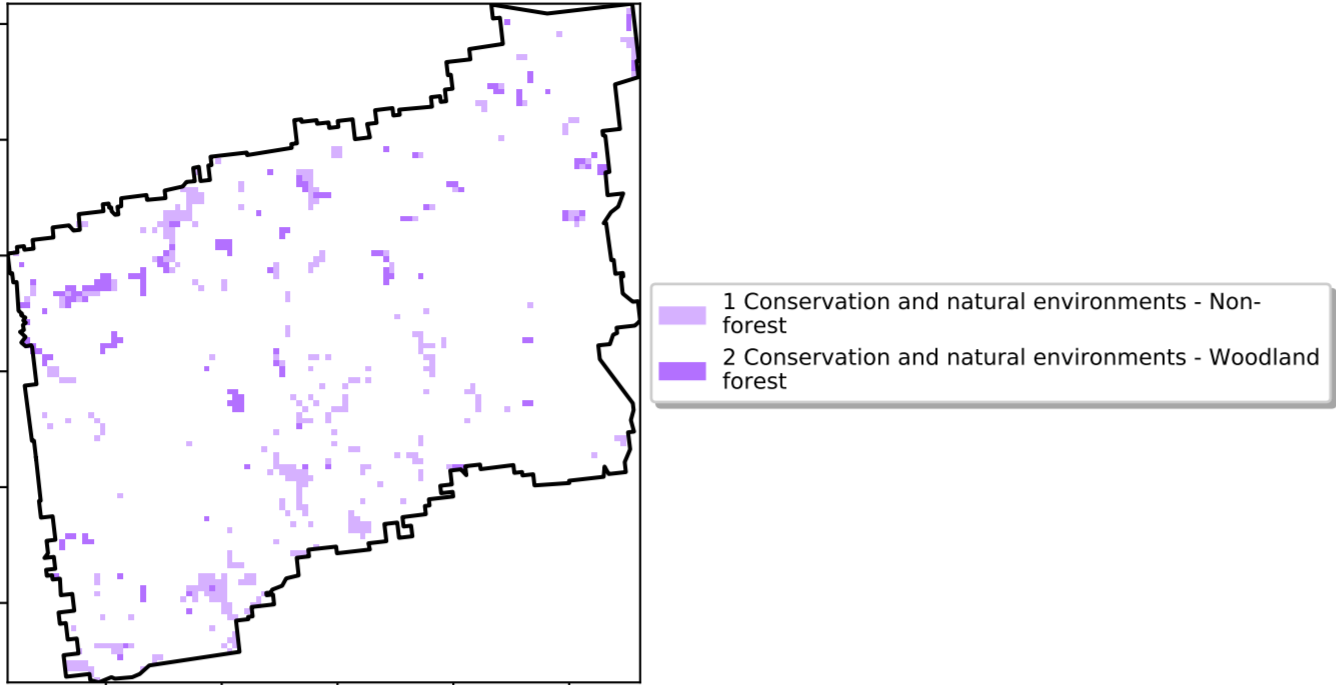 1 Conservation and natural environments - Non-
forest
2 Conservation and natural environments - Woodland
forest